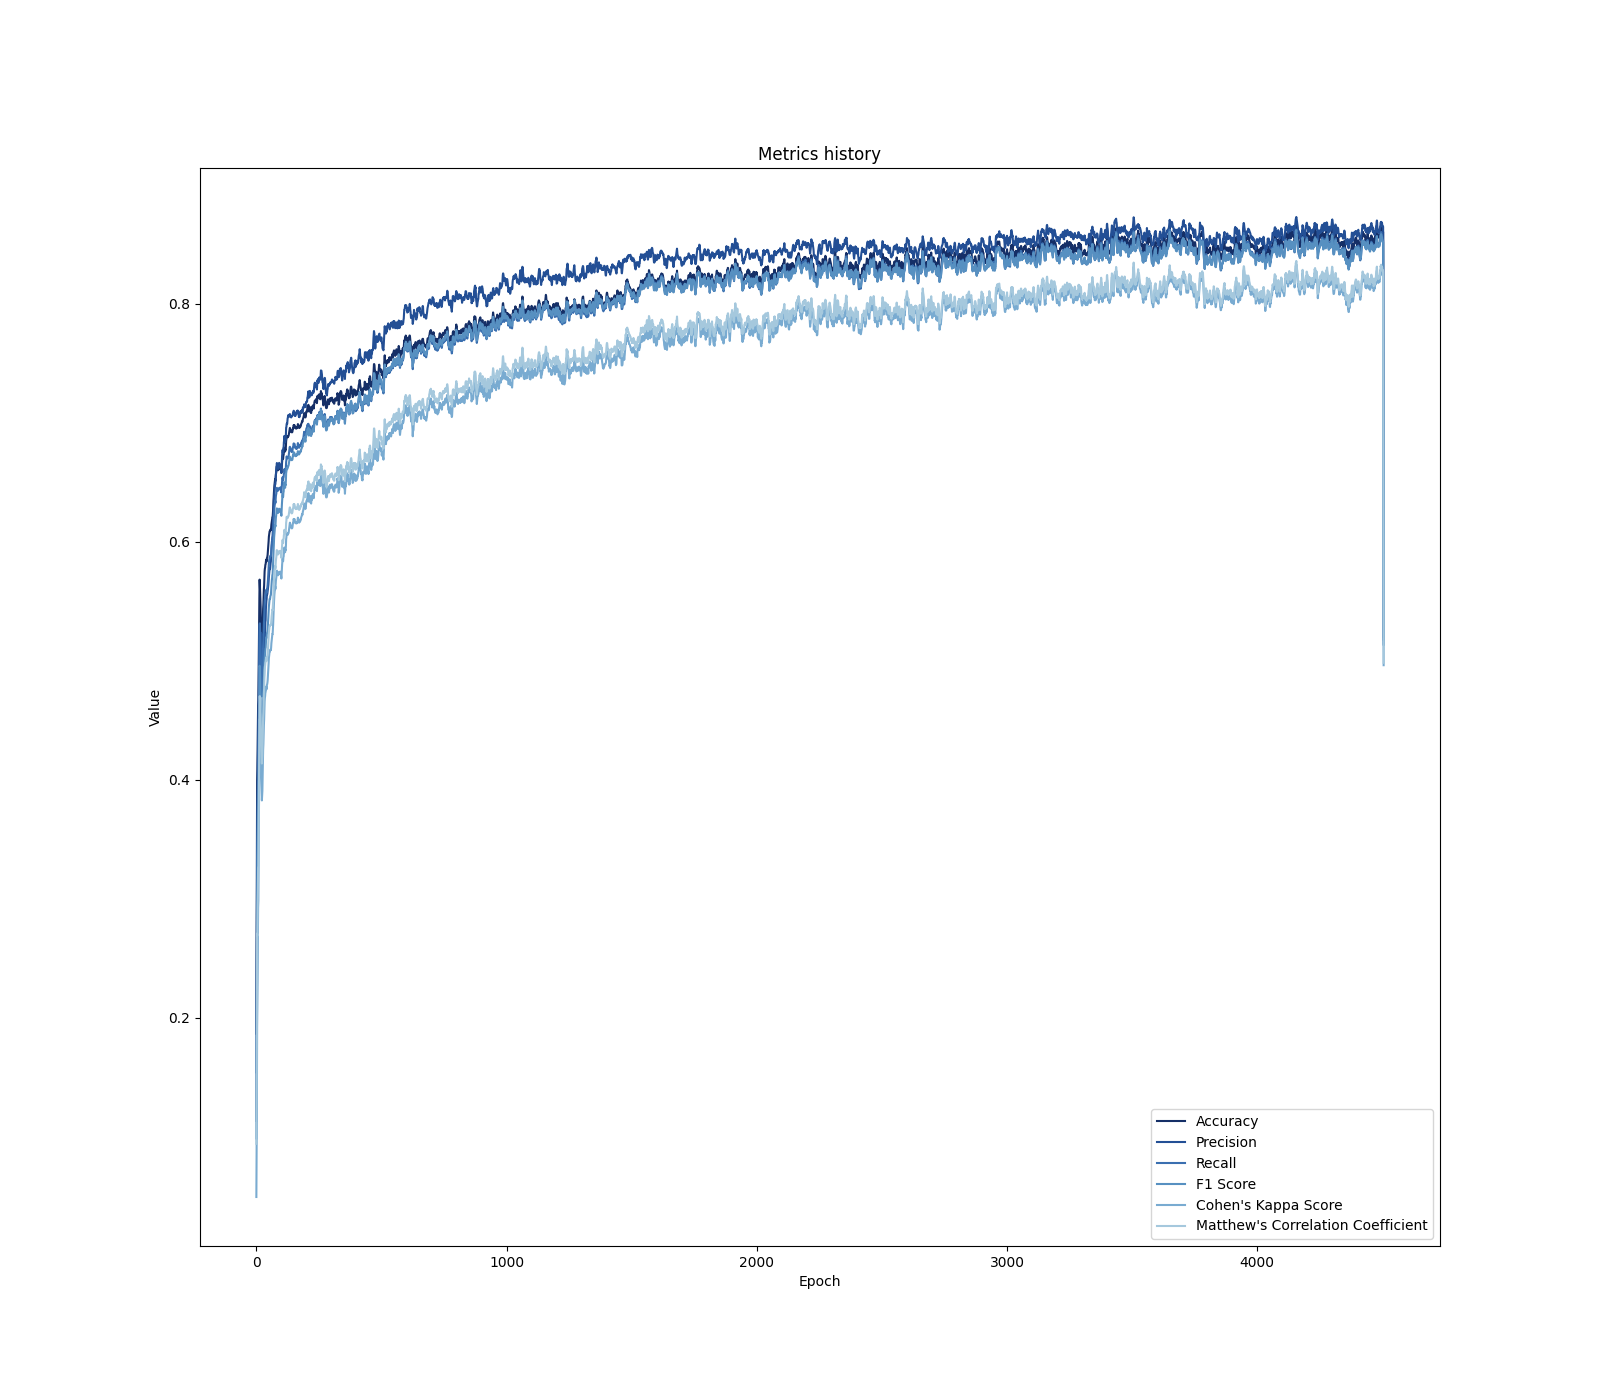 Metrics history
Value
0.8
0.6
0.4
0.2
0
1000
2000
3000
4000
Epoch
Accuracy
Precision
Recall
F1 Score
Cohen's Kappa Score
Matthew's Correlation Coefficient